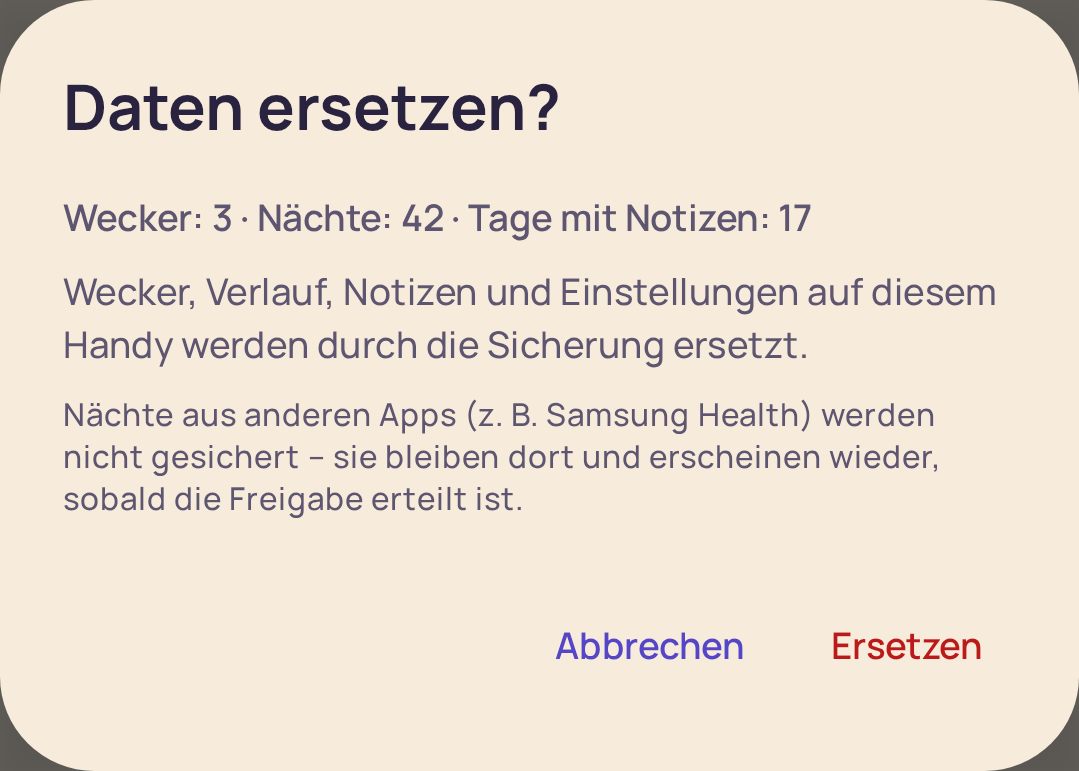 Daten ersetzen?
Wecker: 3 · Nächte: 42 · Tage mit Notizen: 17
Wecker, Verlauf, Notizen und Einstellungen auf diesem
Handy werden durch die Sicherung ersetzt.
Nächte aus anderen Apps (z. B. Samsung Health) werden
nicht gesichert – sie bleiben dort und erscheinen wieder,
sobald die Freigabe erteilt ist.
Abbrechen Ersetzen